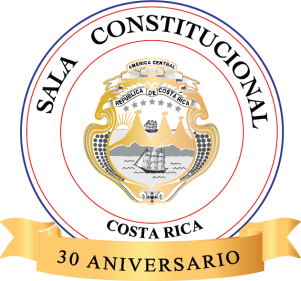 SALA CONSTITUCIONAL
AMERICA CENTRAL
REPUBLICA DE COSTA RICA
COSTA RICA
30 ANIVERSARIO